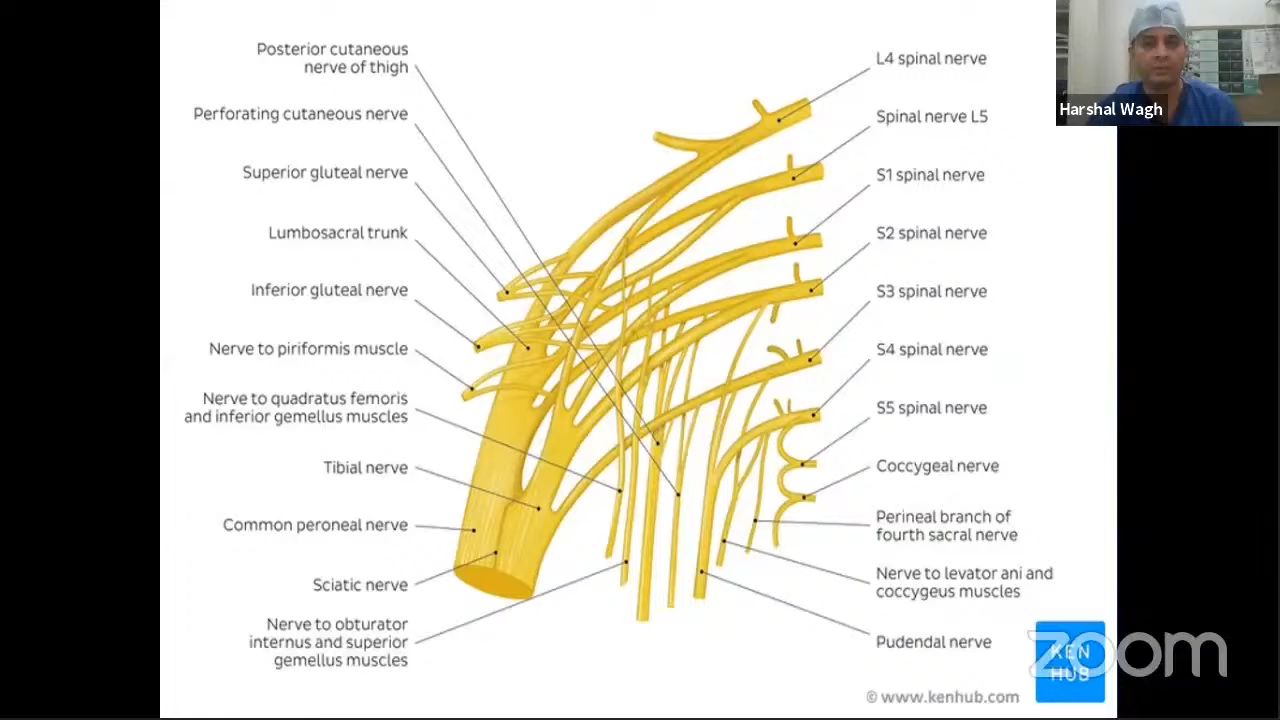 Posterior cutaneous
nerve of thigh
Perforating cutaneous nerve
Superior gluteal nerve
Lumbosacral trunk
Inferior gluteal nerve
Nerve to piriformis muscle
Nerve to quadratus femoris
and inferior gemellus muscles
Tibial nerve
Common peroneal nerve
Sciatic nerve
Nerve to obturator
internus and superior
gemellus muscles
L4 spinal nerve
Spinal nerve L5
S1 spinal nerve
S2 spinal nerve
S3 spinal nerve
S4 spinal nerve
S5 spinal nerve
Coccygeal nerve
Perineal branch of
fourth sacral nerve
Nerve to levator ani and
coccygeus muscles
Pudendal nerve
KEN
HUB
© www.kenhub.com
zoom
Harshal Wagh